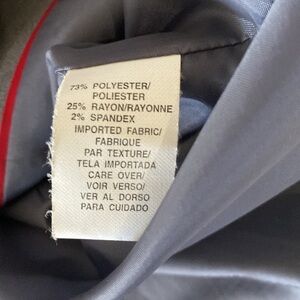 73% POLYESTER/
POLIESTER
25% RAYON/RAYONNE
2% SPANDEX
IMPORTED FABRIC/
FABRIQUE
PAR TEXTURE/
TELA IMPORTADA
CARE OVER/
VOIR VERSO/
VER AL DORSO
PARA CUIDADO